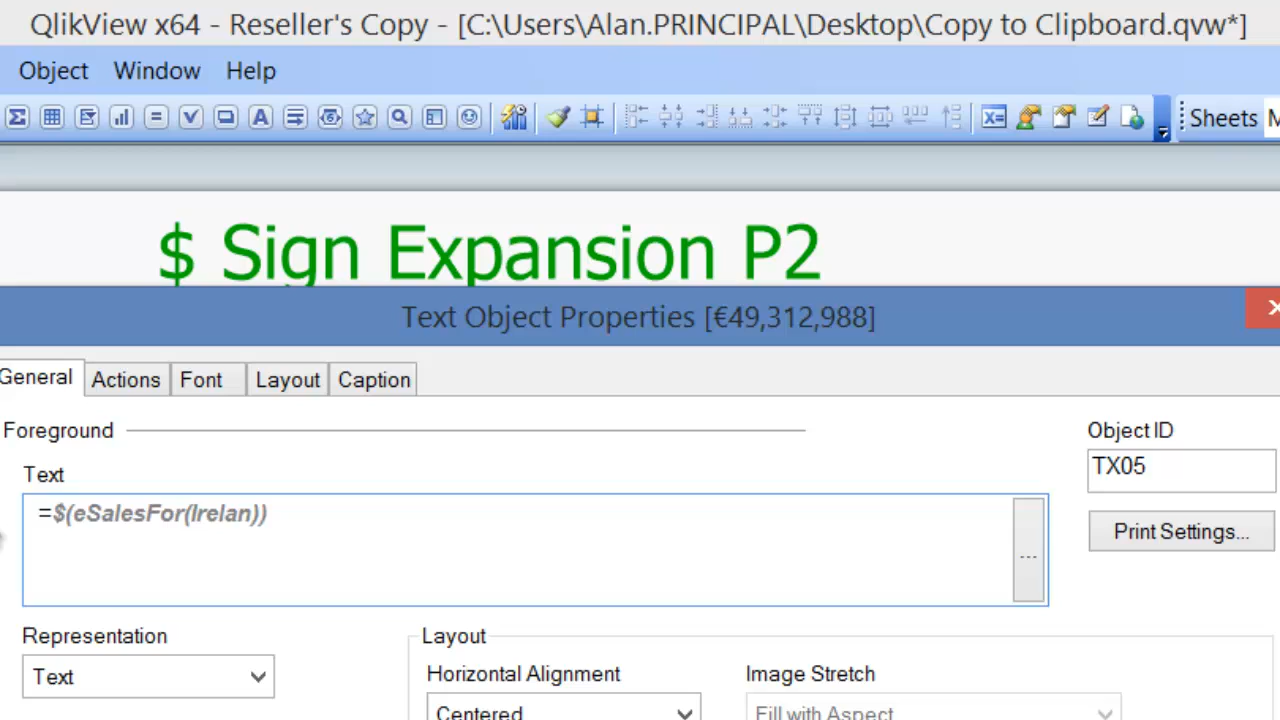 QlikView x64 - Reseller's Copy - [C:\Users\Alan.PRINCIPAL\Desktop\Copy to Clipboard.qvw*]
Object Window Help
Sheets M
$ Sign Expansion P2
Text Object Properties [€49,312,988]
General Actions Font Layout Caption
Foreground
Object ID
Text
TX05
=$(eSalesFor(Irelan))
Print Settings...
...
Representation
Layout
Text
Horizontal Alignment
Image Stretch
Centered
Fill with Aspect